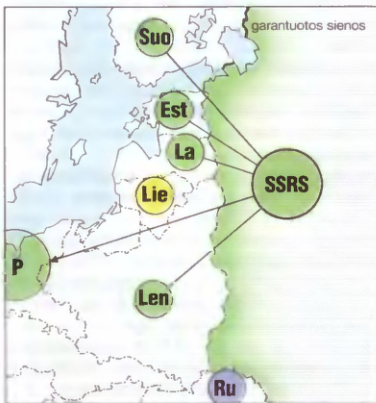 garantuotos sienos
Suo
Est
La
SSRS
Lie
P
Len
Ru